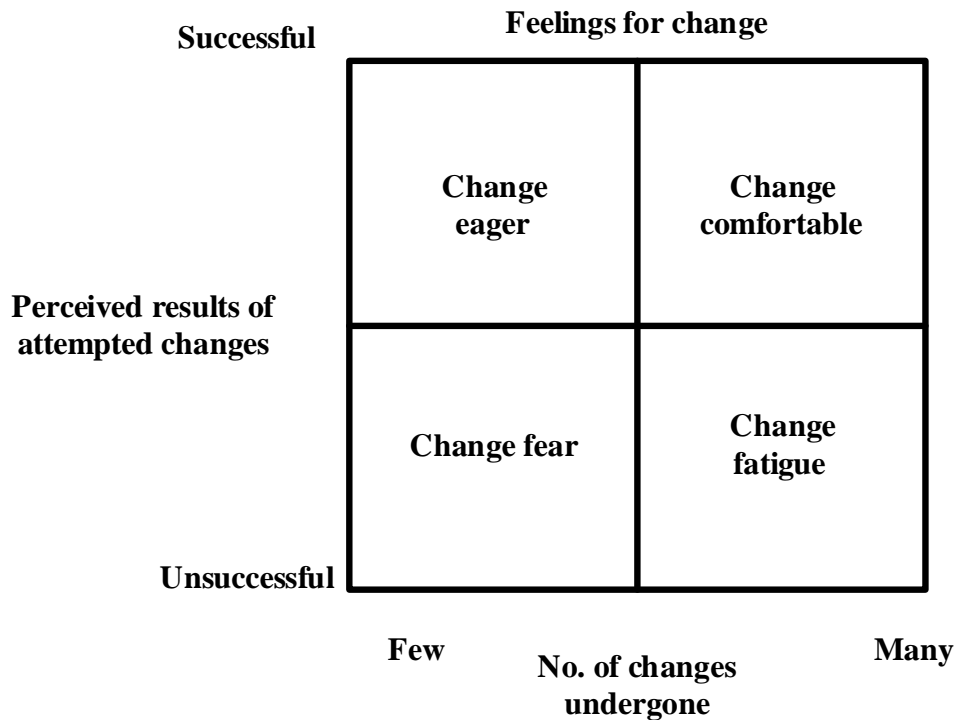 Feelings for change
Successful
Change
eager
Change
comfortable
Perceived results of
attempted changes
Change fear
Change
fatigue
Unsuccessful
Few
Many
No. of changes
undergone